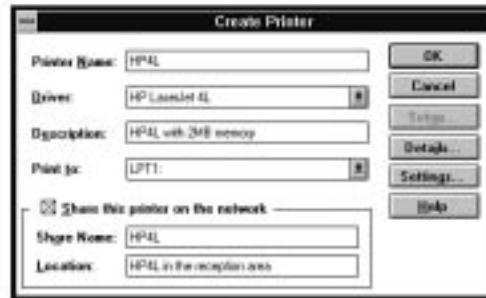 Create Printer
Printer Name: HP4L
Driver: HP LaserJet 4L
Description: HP4L with 2MB memory
Print to: LPT1:
Share this printer on the network
Share Name: HP4L
Location: HP4L in the reception area
OK
Cancel
Setup...
Details...
Settings...
Help